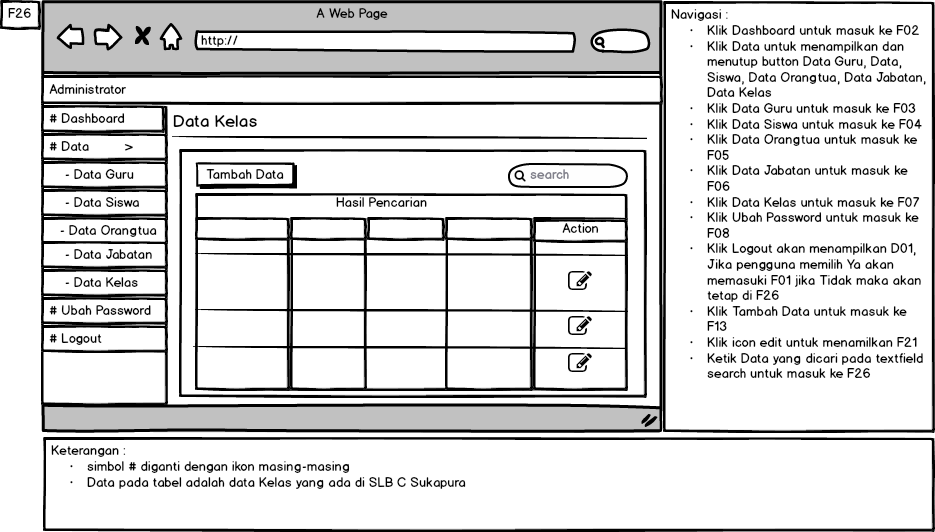 F26
A Web Page
http://
Administrator
# Dashboard
# Data >
- Data Guru
- Data Siswa
- Data Orangtua
- Data Jabatan
- Data Kelas
# Ubah Password
# Logout
Data Kelas
Tambah Data
search
Hasil Pencarian
Action
Navigasi :
· Klik Dashboard untuk masuk ke F02
· Klik Data untuk menampilkan dan
menutup button Data Guru, Data,
Siswa, Data Orangtua, Data Jabatan,
Data Kelas
· Klik Data Guru untuk masuk ke F03
· Klik Data Siswa untuk masuk ke F04
· Klik Data Orangtua untuk masuk ke
F05
· Klik Data Jabatan untuk masuk ke
F06
· Klik Data Kelas untuk masuk ke F07
· Klik Ubah Password untuk masuk ke
F08
· Klik Logout akan menampilkan D01,
Jika pengguna memilih Ya akan
memasuki F01 jika Tidak maka akan
tetap di F26
· Klik Tambah Data untuk masuk ke
F13
· Klik icon edit untuk menamilkan F21
· Ketik Data yang dicari pada textfield
search untuk masuk ke F26
Keterangan :
· simbol # diganti dengan ikon masing-masing
· Data pada tabel adalah data Kelas yang ada di SLB C Sukapura